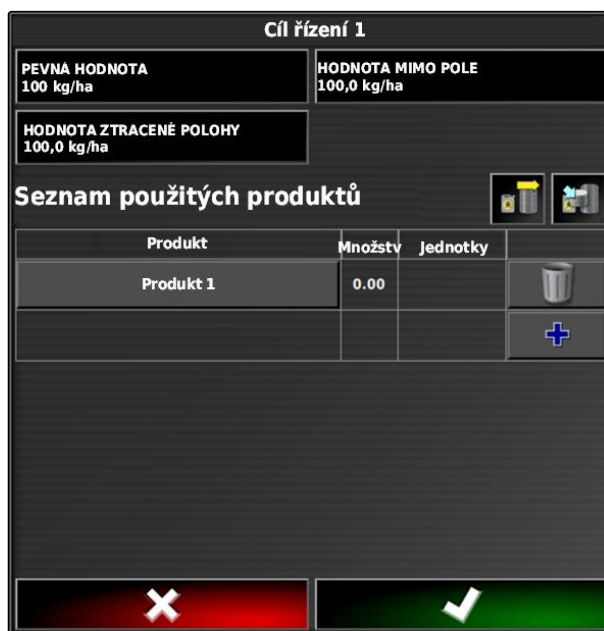 Cíl řízení 1
PEVNÁ HODNOTA
100 kg/ha
HODNOTA MIMO POLE
100,0 kg/ha
HODNOTA ZTRACENÉ POLOHY
100,0 kg/ha
Seznam použitých produktů
Produkt Množstv Jednotky
Produkt 1 0.00